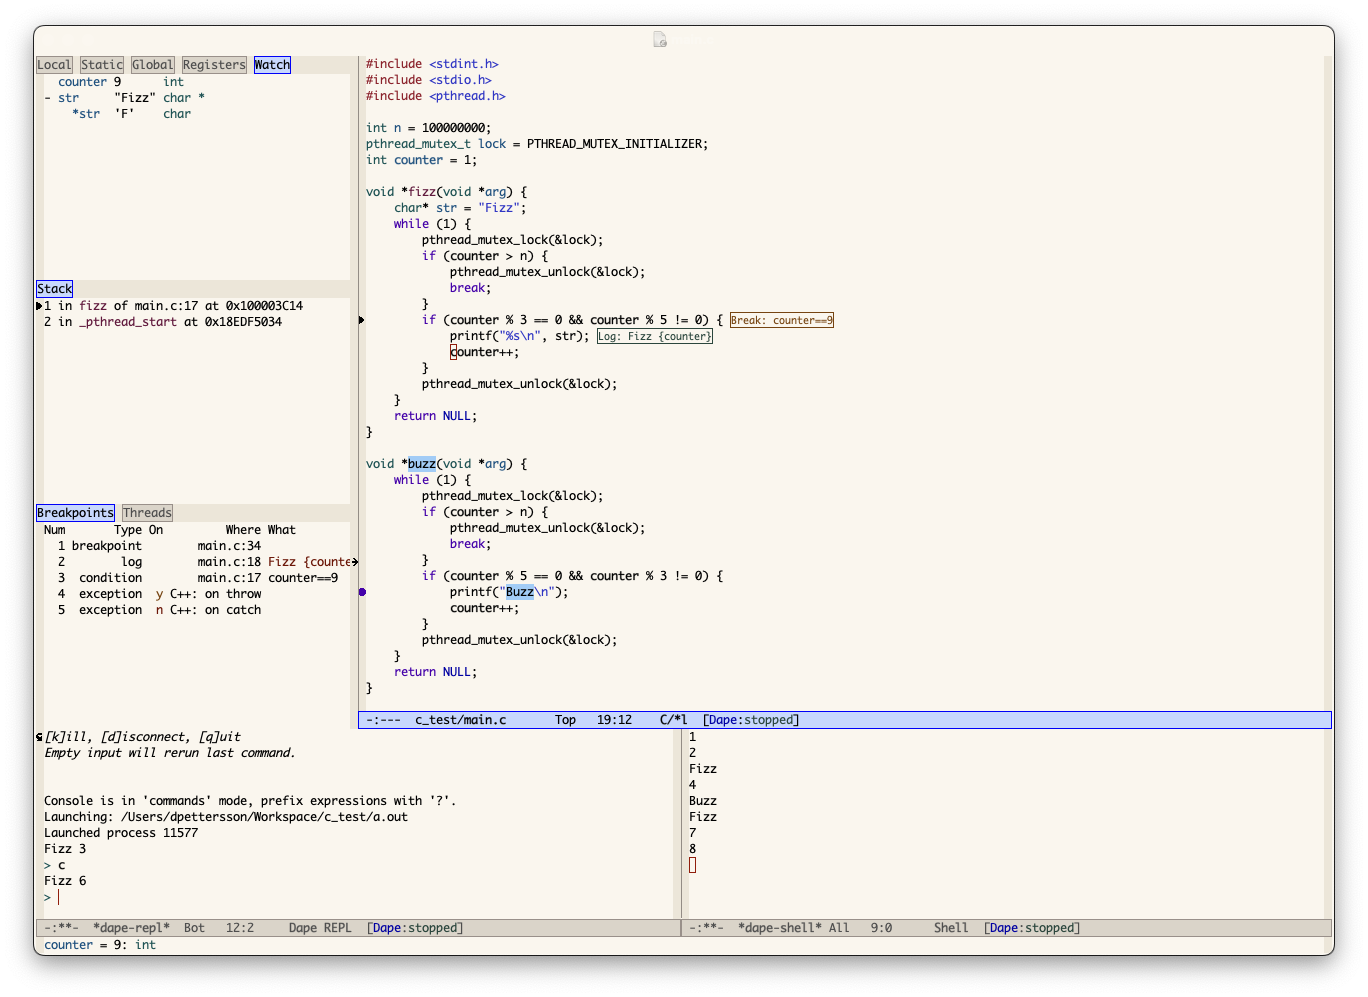 Local Static Global Registers Watch
counter 9 int
- str "Fizz" char *
*str 'F' char
Stack
1 in fizz of main.c:17 at 0x100003C14
2 in _pthread_start at 0x18EDF5034
Breakpoints Threads
Num Type On Where What
1 breakpoint main.c:34
2 log main.c:18 Fizz {counte
3 condition main.c:17 counter==9
4 exception y C++: on throw
5 exception n C++: on catch
#include <stdint.h>
#include <stdio.h>
#include <pthread.h>
int n = 100000000;
pthread_mutex_t lock = PTHREAD_MUTEX_INITIALIZER;
int counter = 1;
void *fizz(void *arg) {
    char* str = "Fizz";
    while (1) {
        pthread_mutex_lock(&lock);
        if (counter > n) {
            pthread_mutex_unlock(&lock);
            break;
        }
        if (counter % 3 == 0 && counter % 5 != 0) { Break: counter==9
            printf("%s\n", str); Log: Fizz {counter}
            counter++;
        }
        pthread_mutex_unlock(&lock);
    }
    return NULL;
}
void *buzz(void *arg) {
    while (1) {
        pthread_mutex_lock(&lock);
        if (counter > n) {
            pthread_mutex_unlock(&lock);
            break;
        }
        if (counter % 5 == 0 && counter % 3 != 0) {
            printf("Buzz\n");
            counter++;
        }
        pthread_mutex_unlock(&lock);
    }
    return NULL;
}
-:--- c_test/main.c Top 19:12 C/*l [Dape:stopped]
[k]ill, [d]isconnect, [q]uit
Empty input will rerun last command.
Console is in 'commands' mode, prefix expressions with '?'.
Launching: /Users/dpettersson/Workspace/c_test/a.out
Launched process 11577
Fizz 3
> c
Fizz 6
>
-:**- *dape-repl* Bot 12:2 Dape REPL [Dape:stopped]
1
2
Fizz
4
Buzz
Fizz
7
8
-:**- *dape-shell* All 9:0 Shell [Dape:stopped]
counter = 9: int